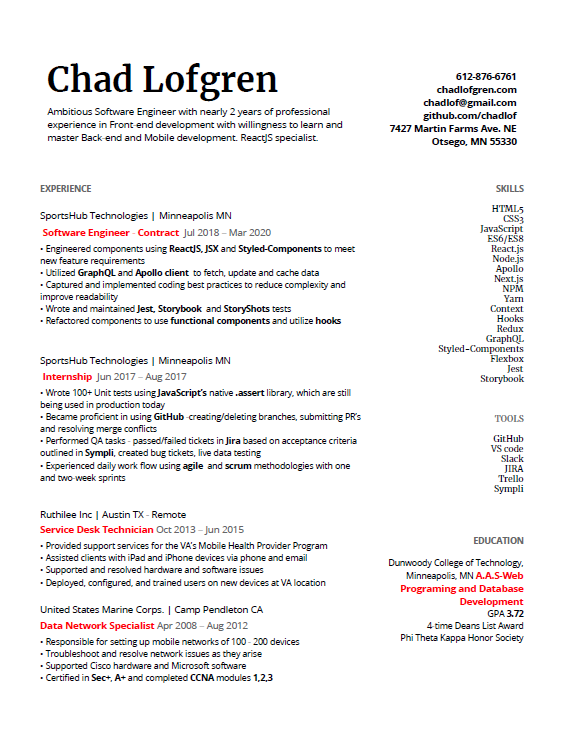 Chad Lofgren
Ambitious Software Engineer with nearly 2 years of professional
experience in Front-end development with willingness to learn and
master Back-end and Mobile development. ReactJS specialist.
612-876-6761
chadlofgren.com
chadlof@gmail.com
github.com/chadlof
7427 Martin Farms Ave. NE
Otsego, MN 55330
EXPERIENCE
SportsHub Technologies | Minneapolis MN
Software Engineer - Contract Jul 2018 – Mar 2020
• Engineered components using ReactJS, JSX and Styled-Components to meet
new feature requirements
• Utilized GraphQL and Apollo client to fetch, update and cache data
• Captured and implemented coding best practices to reduce complexity and
improve readability
• Wrote and maintained Jest, Storybook and StoryShots tests
• Refactored components to use functional components and utilize hooks
SportsHub Technologies | Minneapolis MN
Internship Jun 2017 – Aug 2017
• Wrote 100+ Unit tests using JavaScript's native .assert library, which are still
being used in production today
• Became proficient in using GitHub -creating/deleting branches, submitting PR's
and resolving merge conflicts
• Performed QA tasks - passed/failed tickets in Jira based on acceptance criteria
outlined in Sympli, created bug tickets, live data testing
• Experienced daily work flow using agile and scrum methodologies with one
and two-week sprints
Ruthilee Inc | Austin TX - Remote
Service Desk Technician Oct 2013 – Jun 2015
• Provided support services for the VA's Mobile Health Provider Program
• Assisted clients with iPad and iPhone devices via phone and email
• Supported and resolved hardware and software issues
• Deployed, configured, and trained users on new devices at VA location
United States Marine Corps. | Camp Pendleton CA
Data Network Specialist Apr 2008 – Aug 2012
• Responsible for setting up mobile networks of 100 - 200 devices
• Troubleshoot and resolve network issues as they arise
• Supported Cisco hardware and Microsoft software
• Certified in Sec+, A+ and completed CCNA modules 1,2,3
SKILLS
HTML5
CSS3
JavaScript
ES6/ES8
React.js
Node.js
Apollo
Next.js
NPM
Yarn
Context
Hooks
Redux
GraphQL
Styled-Components
Flexbox
Jest
Storybook
TOOLS
GitHub
VS code
Slack
JIRA
Trello
Sympli
EDUCATION
Dunwoody College of Technology,
Minneapolis, MN A.A.S-Web
Programing and Database
Development
GPA 3.72
4-time Deans List Award
Phi Theta Kappa Honor Society